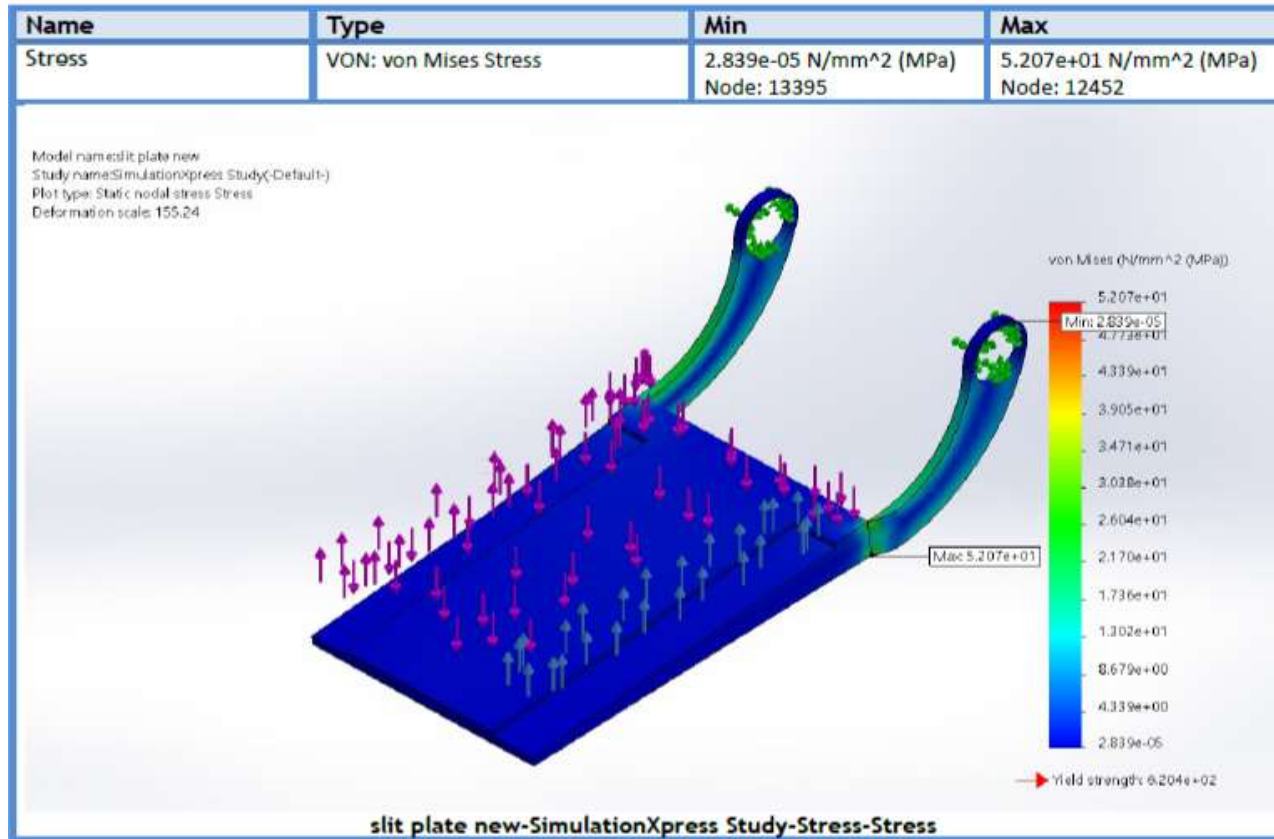 Name Type Min Max
Stress VON: von Mises Stress 2.839e-05 N/mm^2 (MPa) 5.207e+01 N/mm^2 (MPa)
Node: 13395 Node: 12452
Model name:slit plate new
Study name:SimulationXpress Study(-Default-)
Plot type: Static nodal stress Stress
Deformation scale: 155.24
von Mises (N/mm^2 (MPa))
5.207e+01
Min: 2.839e-05
4.773e+01
4.339e+01
3.905e+01
3.471e+01
3.038e+01
2.604e+01
2.170e+01
Max: 5.207e+01
1.736e+01
1.302e+01
8.679e+00
4.339e+00
2.839e-05
Yield strength: 6.204e+02
slit plate new-SimulationXpress Study-Stress-Stress